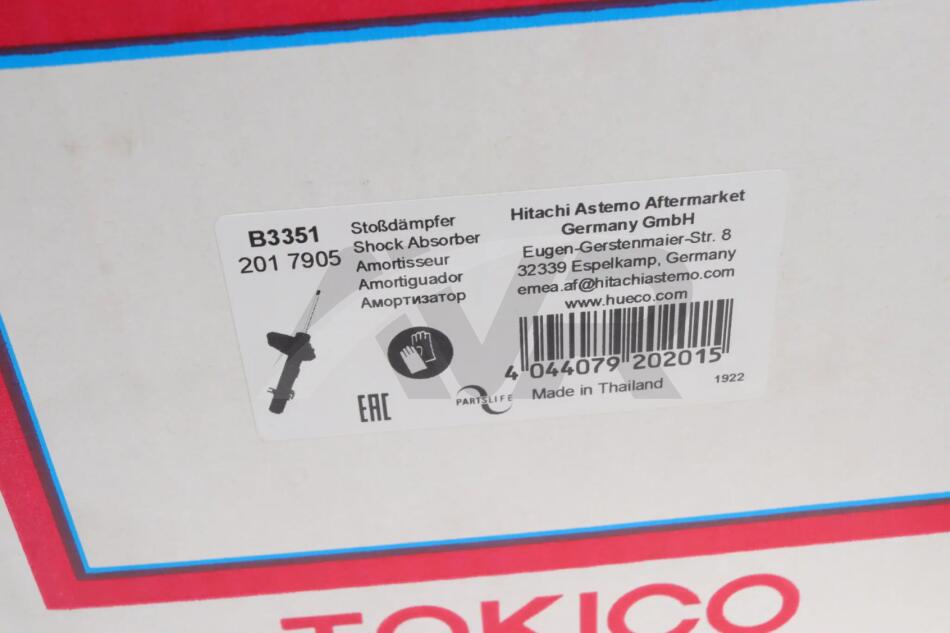 B3351
201 7905
Stoßdämpfer
Shock Absorber
Amortisseur
Amortiguador
Амортизатор
Hitachi Astemo Aftermarket
Germany GmbH
Eugen-Gerstenmaier-Str. 8
32339 Espelkamp, Germany
emea.af@hitachiastemo.com
www.hueco.com
4 044079 202015
EAC
PARTSLIFE
Made in Thailand
1922
TOKICO